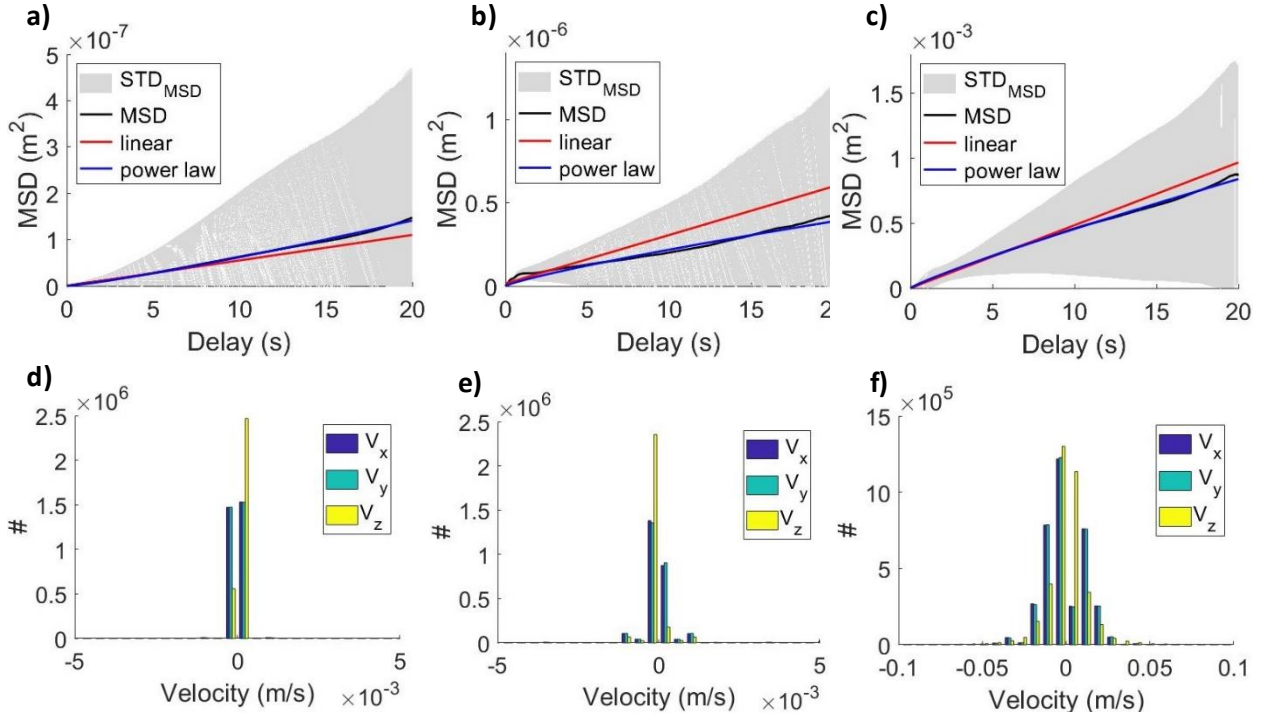 a)
×10⁻⁷
5
4
3
2
1
0
MSD (m²)
STD_MSD
MSD
linear
power law
0 5 10 15 20
Delay (s)
b)
×10⁻⁶
1
0.5
0
MSD (m²)
STD_MSD
MSD
linear
power law
0 5 10 15 2
Delay (s)
c)
×10⁻³
1.5
1
0.5
0
MSD (m²)
STD_MSD
MSD
linear
power law
0 5 10 15 20
Delay (s)
d)
×10⁶
2.5
2
1.5
1
0.5
0
#
V_x
V_y
V_z
-5 0 5
Velocity (m/s) ×10⁻³
e)
×10⁶
2.5
2
1.5
1
0.5
0
#
V_x
V_y
V_z
-5 0 5
Velocity (m/s) ×10⁻³
f)
×10⁵
15
10
5
0
#
V_x
V_y
V_z
-0.1 -0.05 0 0.05 0.1
Velocity (m/s)